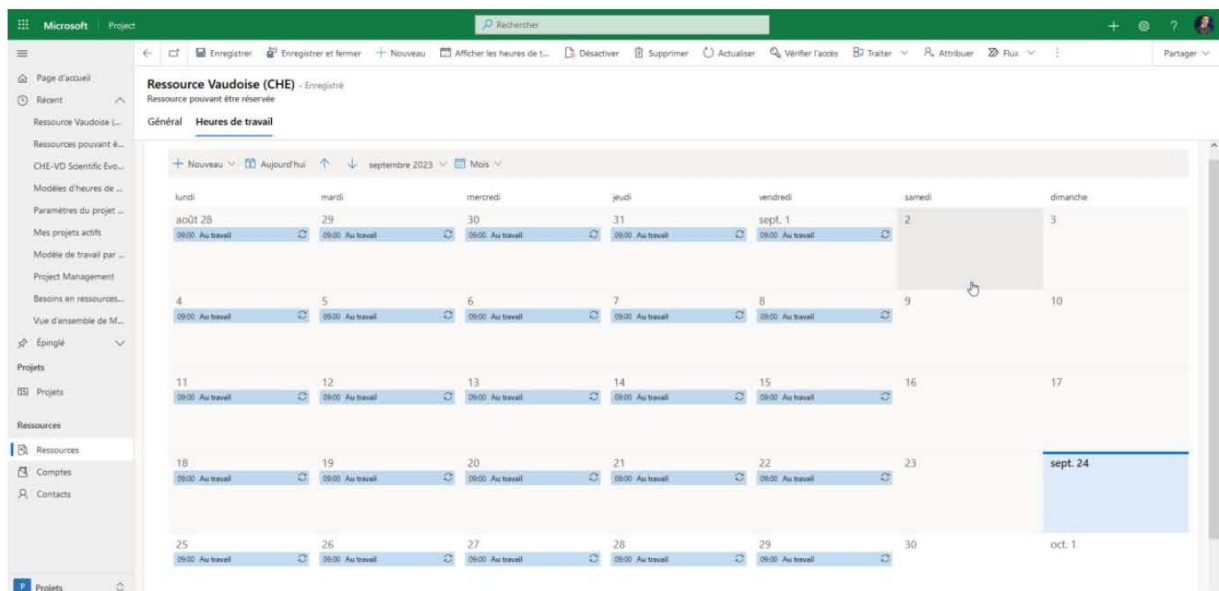 Microsoft Project
Rechercher
Enregistrer Enregistrer et fermer Nouveau Afficher les heures de t... Désactiver Supprimer Actualiser Vérifier l'accès Traiter Attribuer Flux Partager
Page d'accueil
Récent
Ressource Vaudoise (...
Ressources pouvant ê...
CHE-VD Scientific Evo...
Modèles d'heures de ...
Paramètres du projet ...
Mes projets actifs
Modèle de travail par ...
Project Management
Besoins en ressources...
Vue d'ensemble de M...
Épinglé
Projets
Projets
Ressources
Ressources
Comptes
Contacts
P Projets
Ressource Vaudoise (CHE) - Enregistré
Ressource pouvant être réservée
Général Heures de travail
Nouveau Aujourd'hui septembre 2023 Mois
lundi mardi mercredi jeudi vendredi samedi dimanche
août 28 29 30 31 sept. 1 2 3
09:00 Au travail 09:00 Au travail 09:00 Au travail 09:00 Au travail 09:00 Au travail
4 5 6 7 8 9 10
09:00 Au travail 09:00 Au travail 09:00 Au travail 09:00 Au travail 09:00 Au travail
11 12 13 14 15 16 17
09:00 Au travail 09:00 Au travail 09:00 Au travail 09:00 Au travail 09:00 Au travail
18 19 20 21 22 23 sept. 24
09:00 Au travail 09:00 Au travail 09:00 Au travail 09:00 Au travail 09:00 Au travail
25 26 27 28 29 30 oct. 1
09:00 Au travail 09:00 Au travail 09:00 Au travail 09:00 Au travail 09:00 Au travail